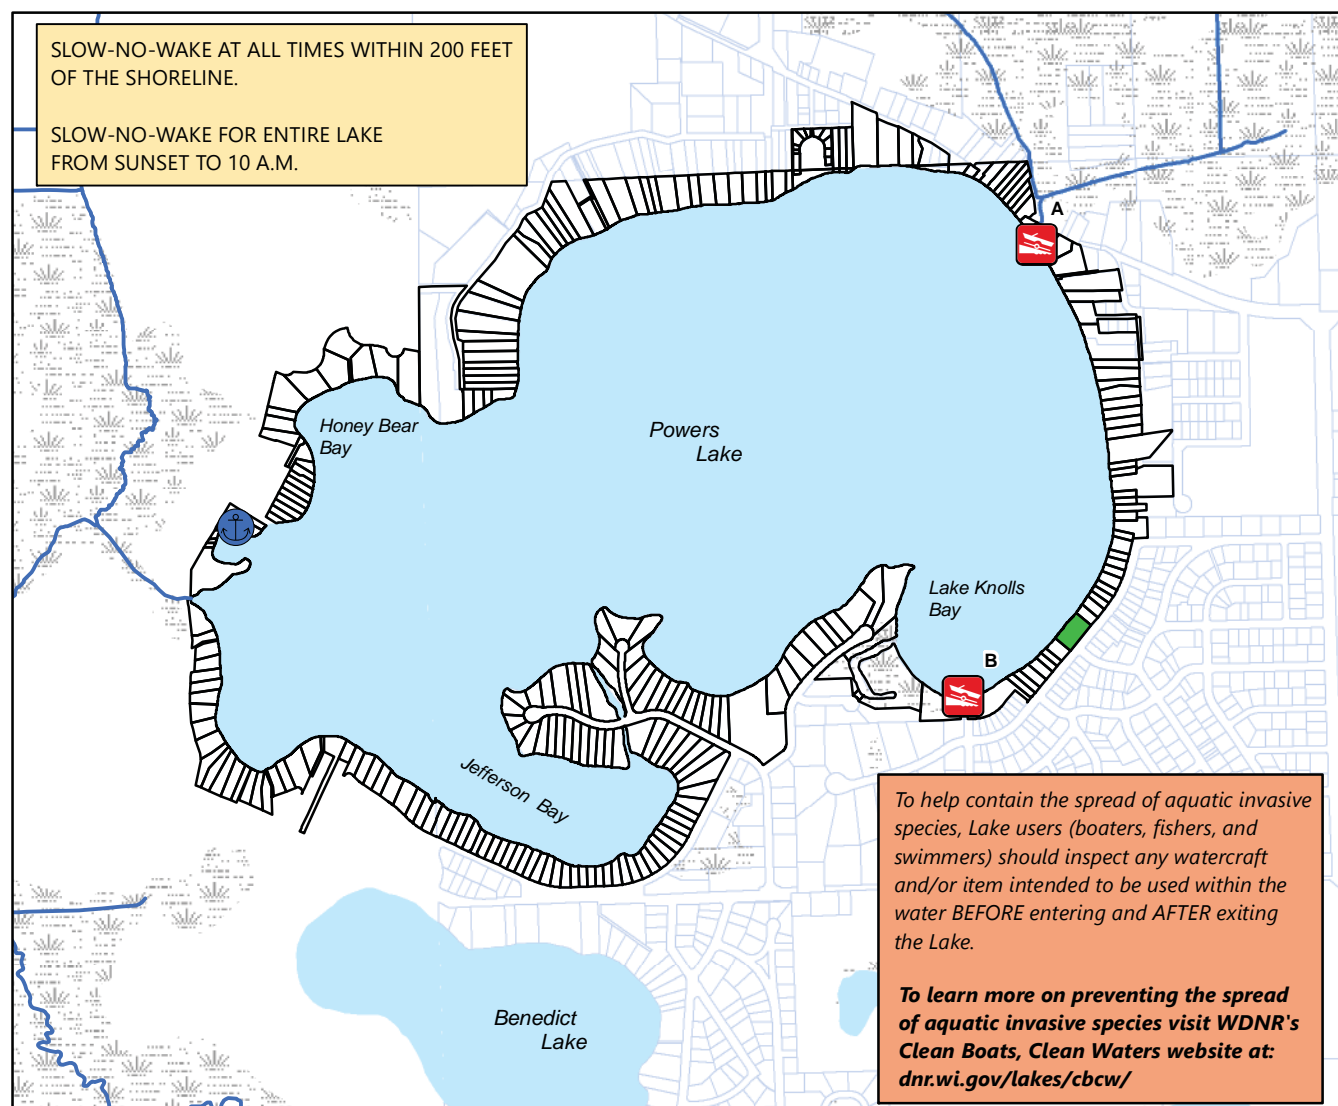 SLOW-NO-WAKE AT ALL TIMES WITHIN 200 FEET
OF THE SHORELINE.
SLOW-NO-WAKE FOR ENTIRE LAKE
FROM SUNSET TO 10 A.M.
A
Honey Bear
Bay
Powers
Lake
Lake Knolls
Bay
B
Jefferson Bay
Benedict
Lake
To help contain the spread of aquatic invasive
species, Lake users (boaters, fishers, and
swimmers) should inspect any watercraft
and/or item intended to be used within the
water BEFORE entering and AFTER exiting
the Lake.
To learn more on preventing the spread
of aquatic invasive species visit WDNR's
Clean Boats, Clean Waters website at:
dnr.wi.gov/lakes/cbcw/